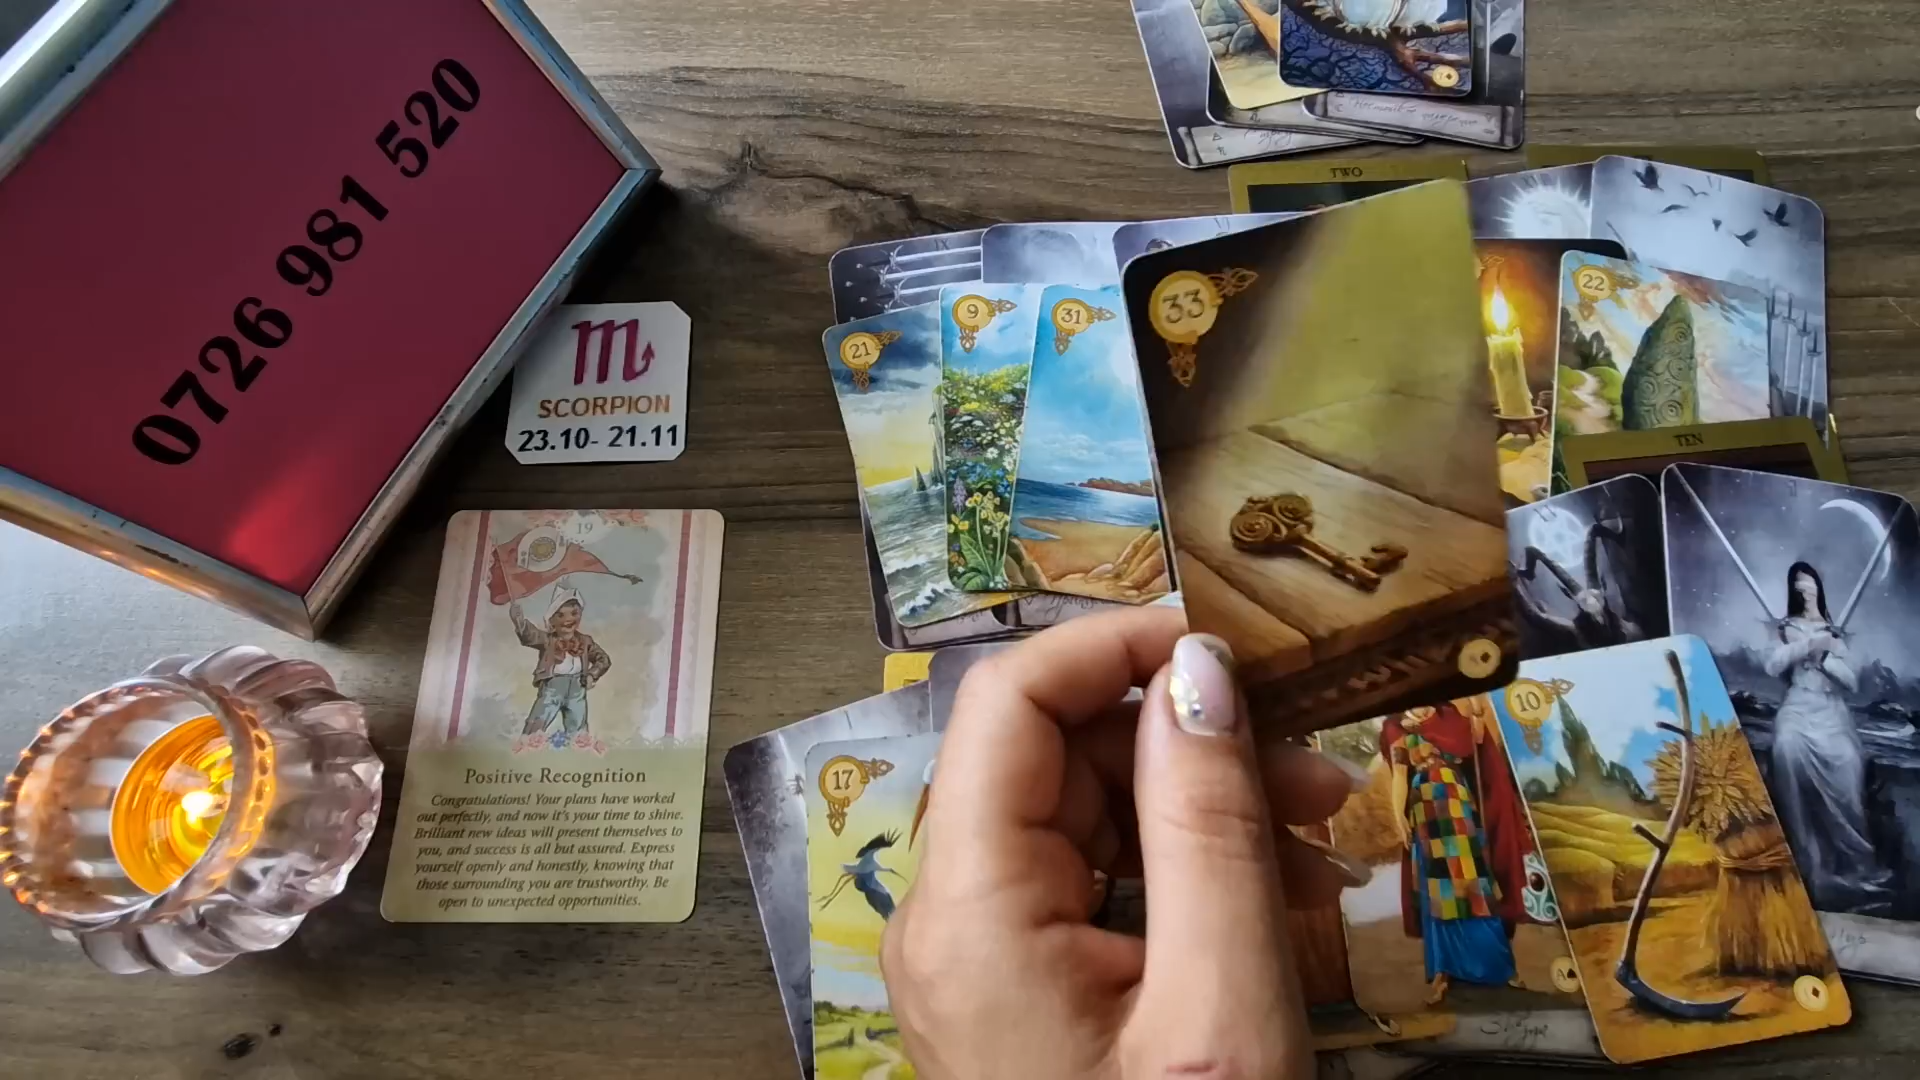 0726 981 520
SCORPION
23.10- 21.11
19
Positive Recognition
Congratulations! Your plans have worked
out perfectly, and now it's your time to shine.
Brilliant new ideas will present themselves to
you, and success is all but assured. Express
yourself openly and honestly, knowing that
those surrounding you are trustworthy. Be
open to unexpected opportunities.
TWO
IX
VI
VI
21
9
31
33
22
TEN
17
10
A